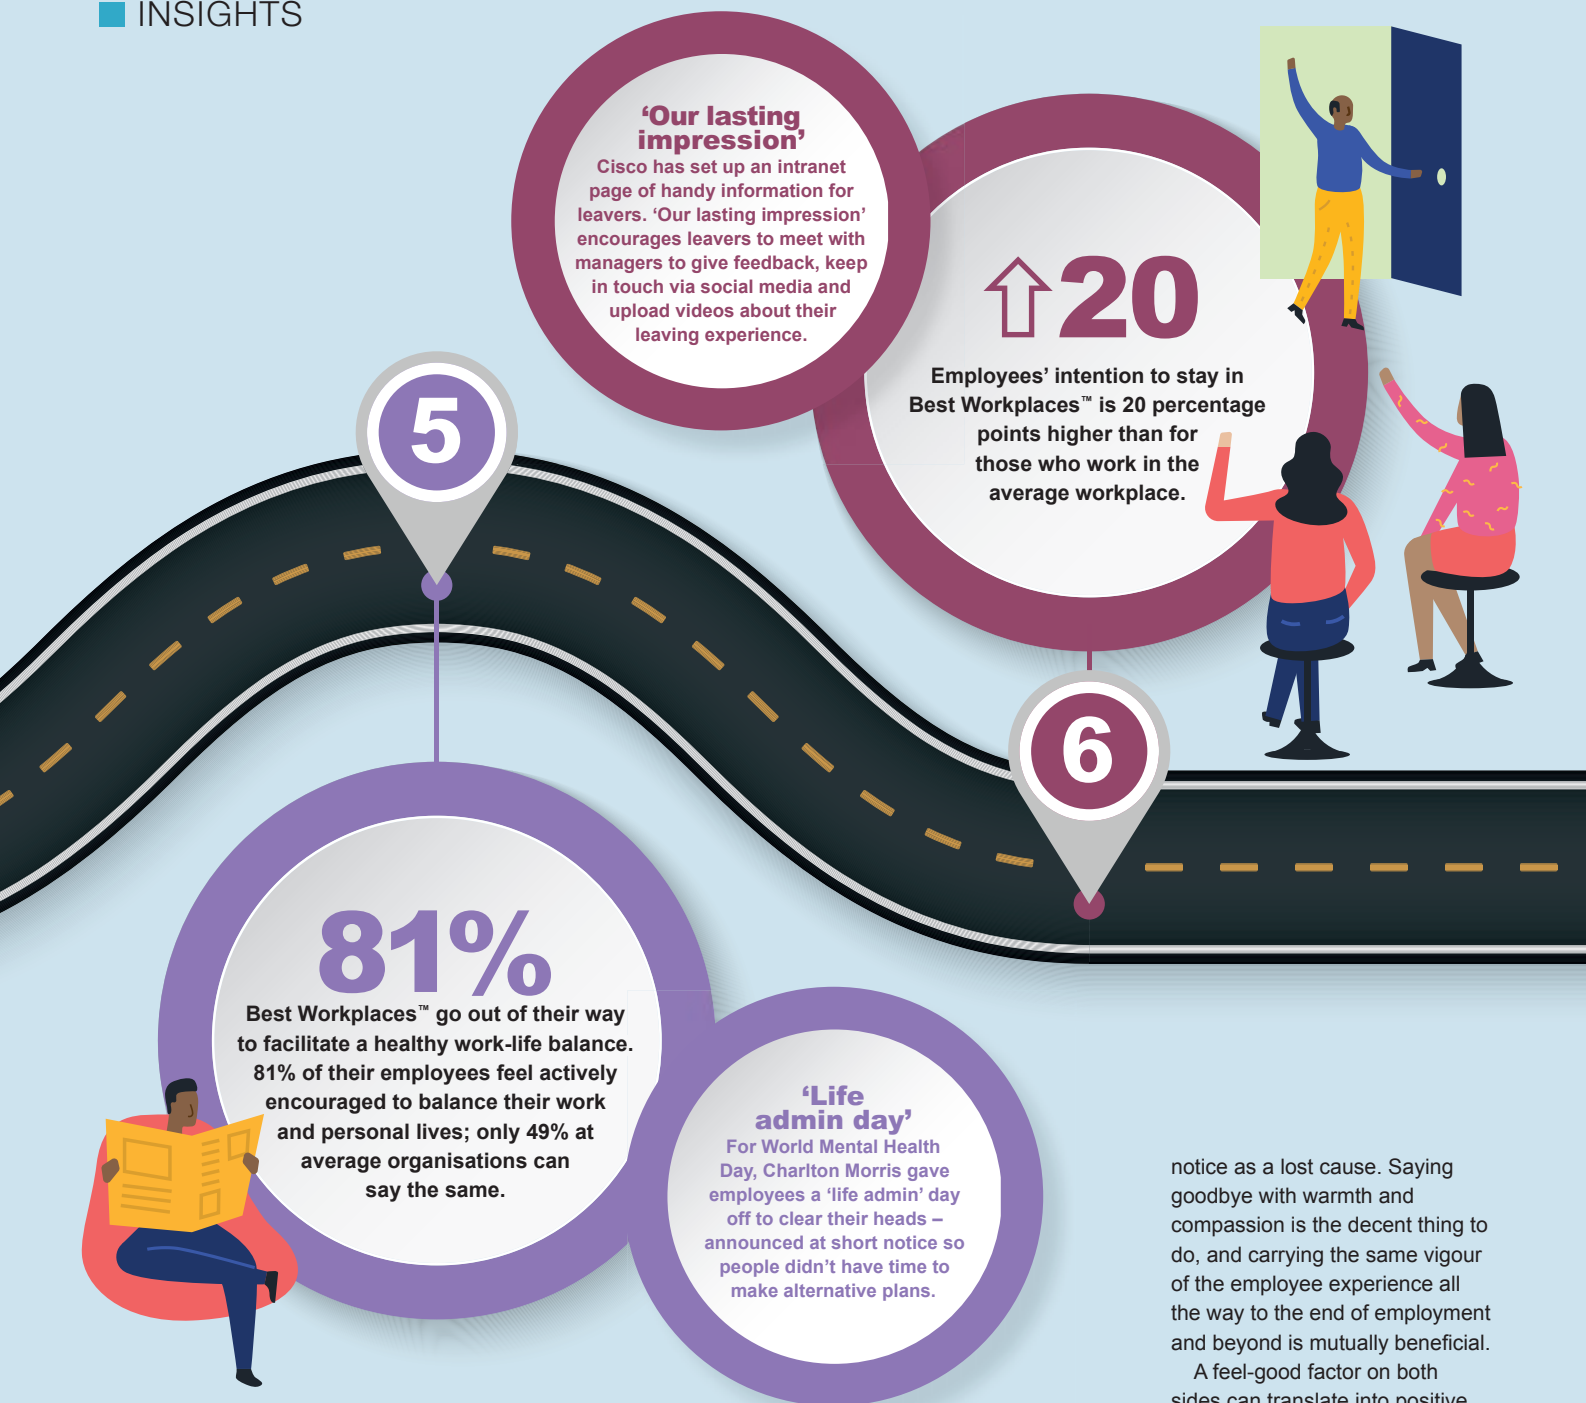 INSIGHTS
‘Our lasting
impression’
Cisco has set up an intranet
page of handy information for
leavers. ‘Our lasting impression’
encourages leavers to meet with
managers to give feedback, keep
in touch via social media and
upload videos about their
leaving experience.
20
Employees’ intention to stay in
Best Workplaces™ is 20 percentage
points higher than for
those who work in the
average workplace.
5
6
81%
Best Workplaces™ go out of their way
to facilitate a healthy work-life balance.
81% of their employees feel actively
encouraged to balance their work
and personal lives; only 49% at
average organisations can
say the same.
‘Life
admin day’
For World Mental Health
Day, Charlton Morris gave
employees a ‘life admin’ day
off to clear their heads –
announced at short notice so
people didn’t have time to
make alternative plans.
notice as a lost cause. Saying
goodbye with warmth and
compassion is the decent thing to
do, and carrying the same vigour
of the employee experience all
the way to the end of employment
and beyond is mutually beneficial.
A feel-good factor on both
sides can translate into positive